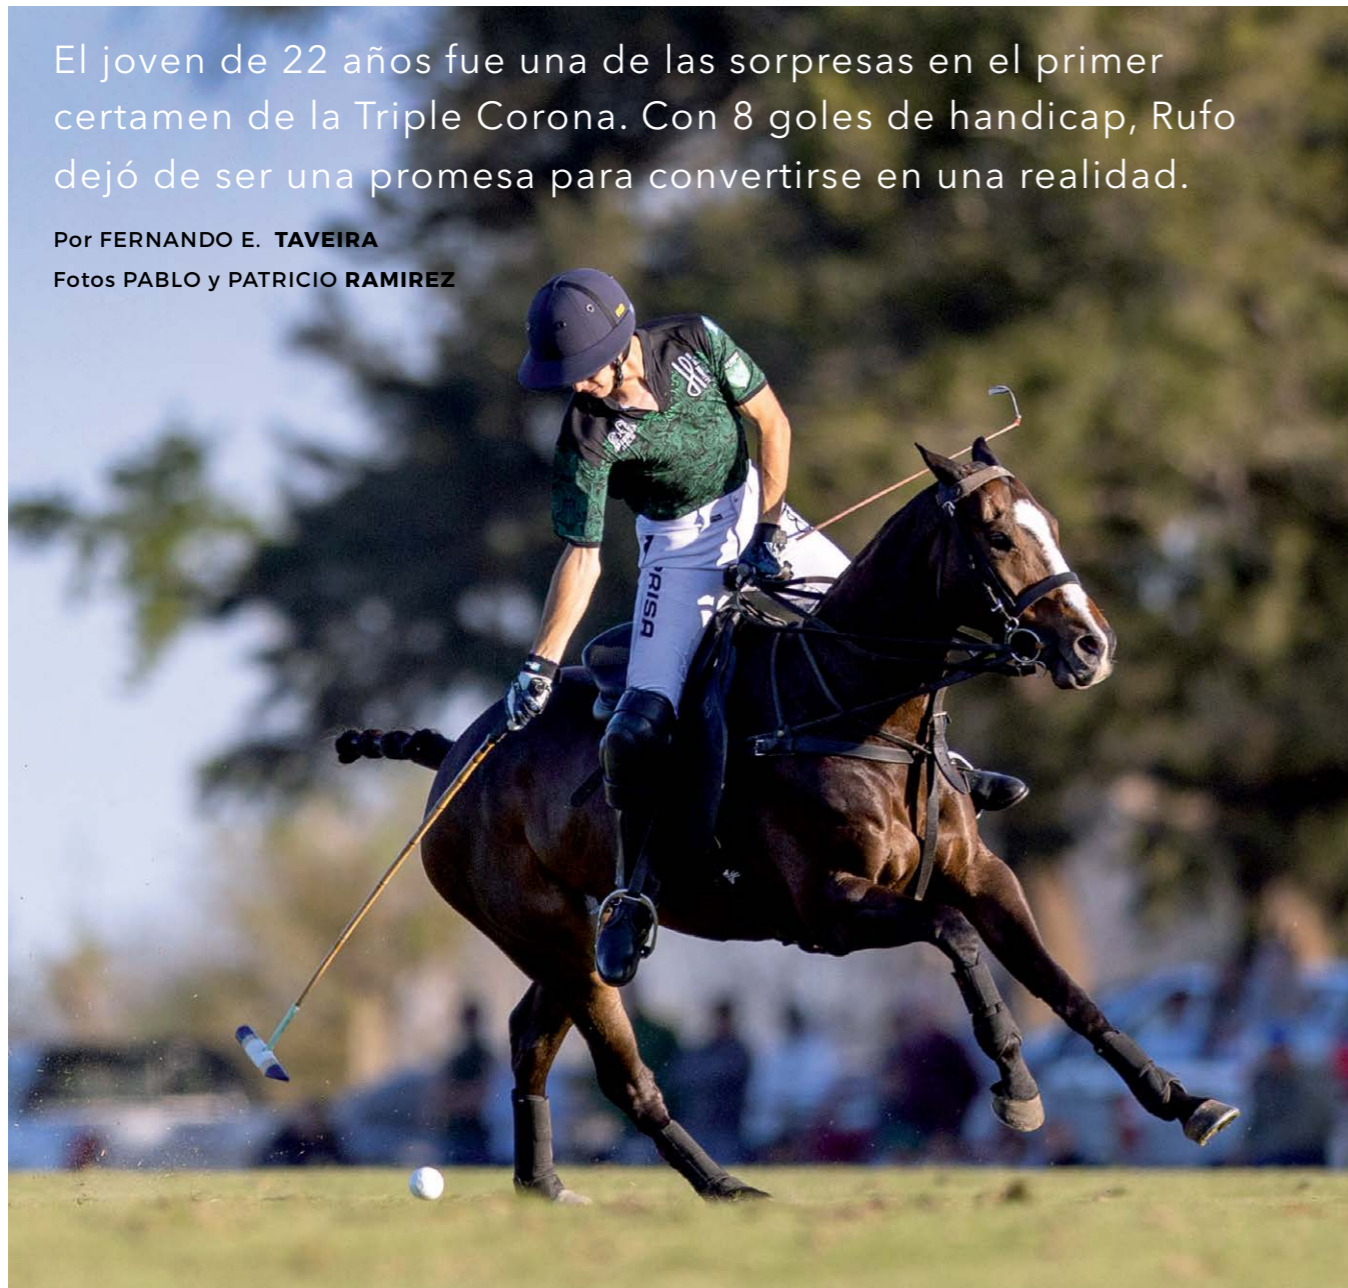 El joven de 22 años fue una de las sorpresas en el primer
certamen de la Triple Corona. Con 8 goles de handicap, Rufo
dejó de ser una promesa para convertirse en una realidad.
Por FERNANDO E. TAVEIRA
Fotos PABLO y PATRICIO RAMIREZ
PRISA